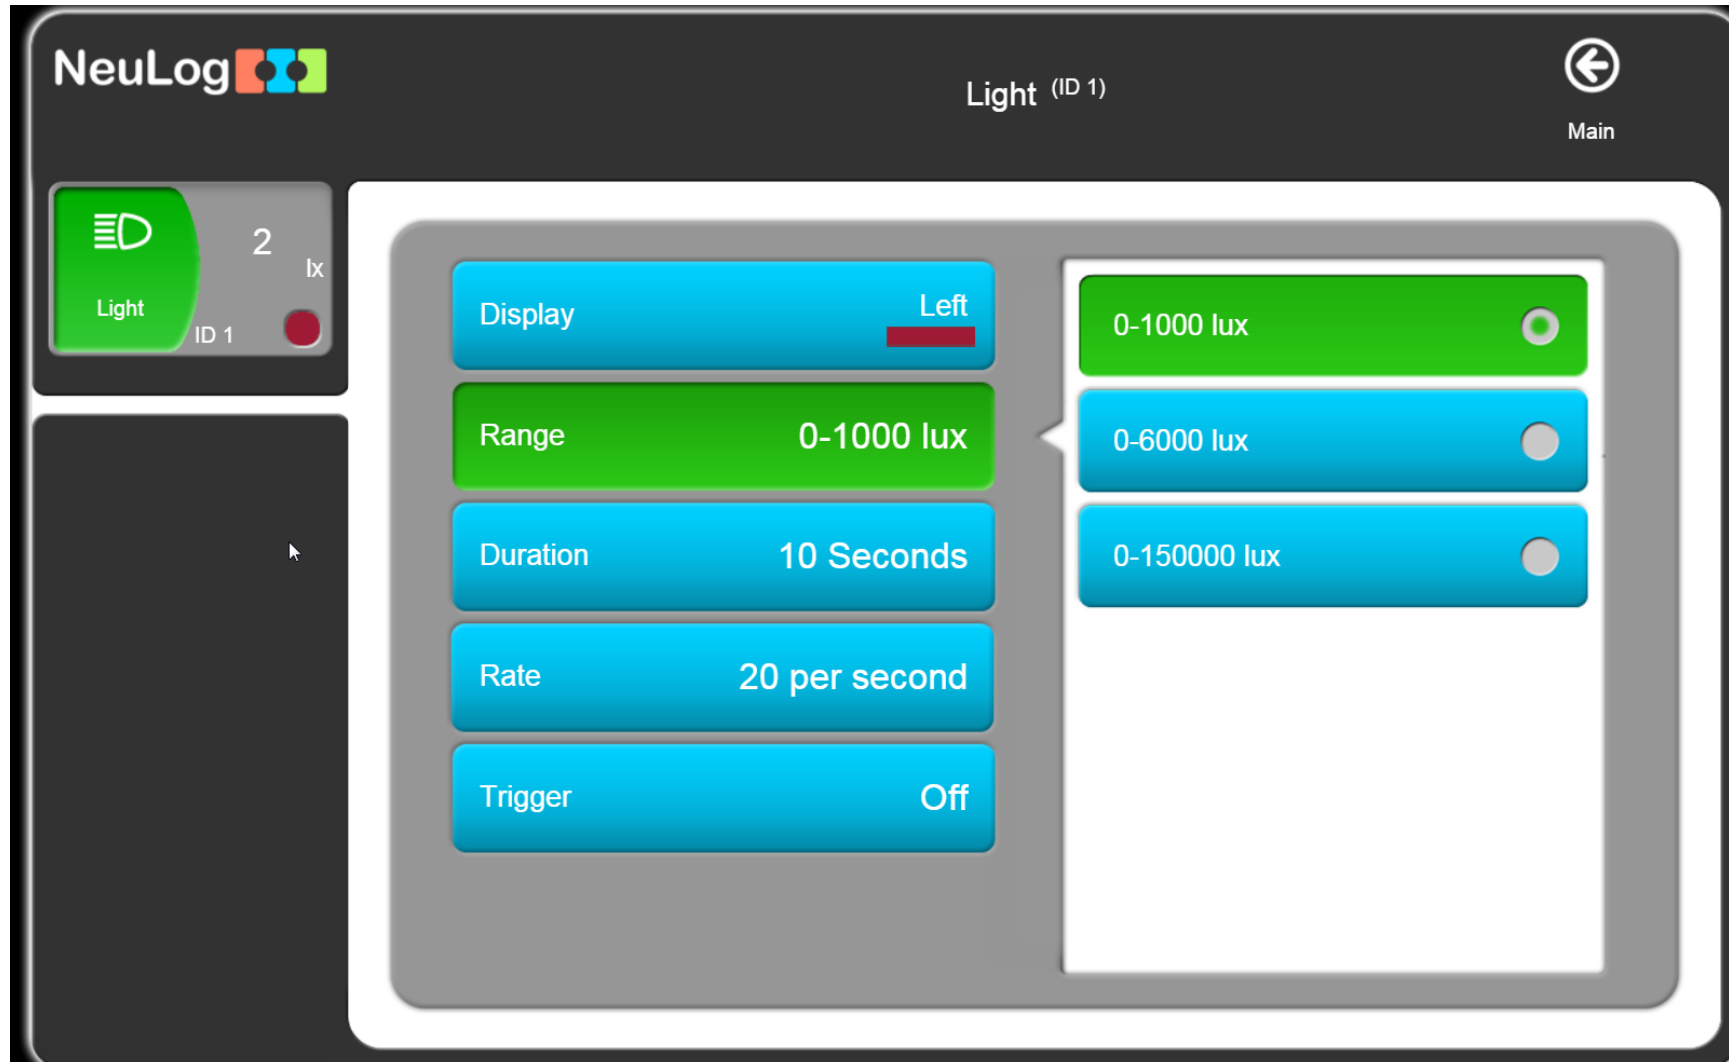 NeuLog
Light (ID 1)
Main
2
lx
Light
ID 1
Display Left
Range 0-1000 lux
Duration 10 Seconds
Rate 20 per second
Trigger Off
0-1000 lux
0-6000 lux
0-150000 lux